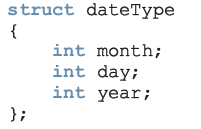 struct dateType
{
    int month;
    int day;
    int year;
};